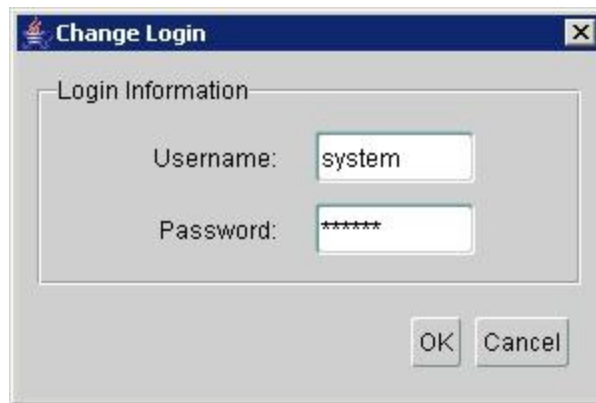 Change Login
Login Information
Username: system
Password: ******
OK Cancel